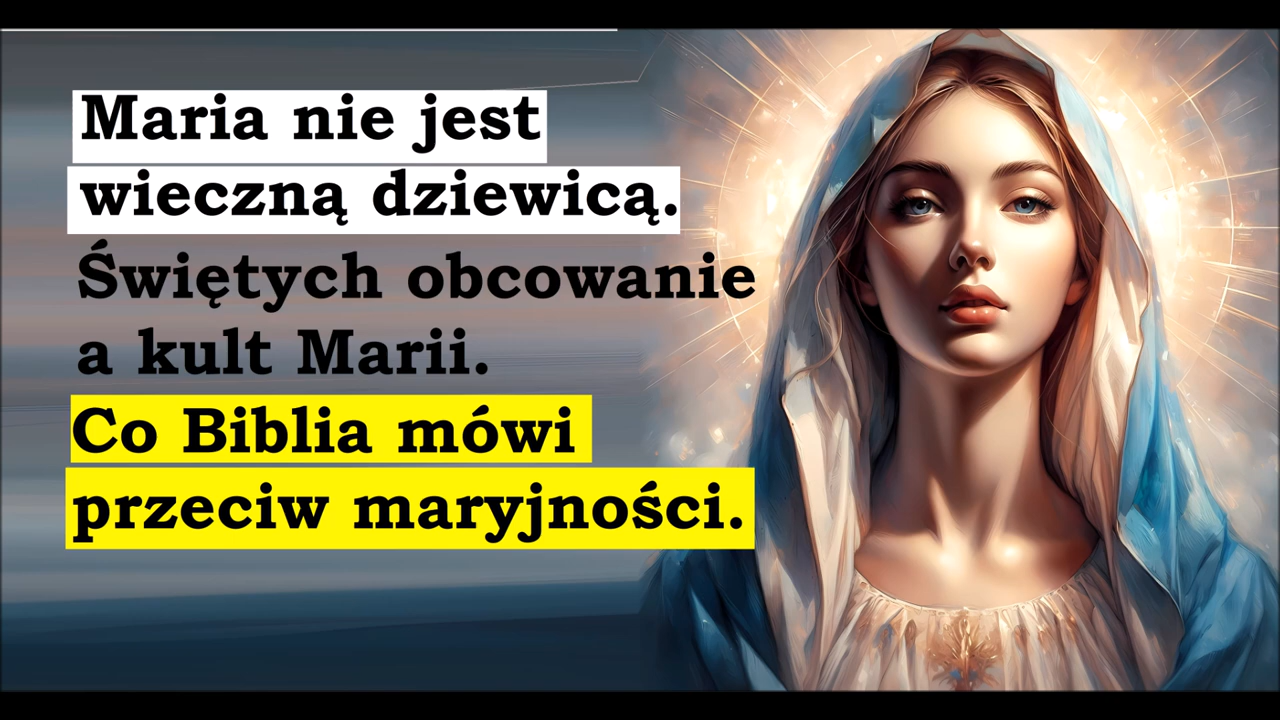 Maria nie jest
wieczną dziewicą.
Świętych obcowanie
a kult Marii.
Co Biblia mówi
przeciw maryjności.